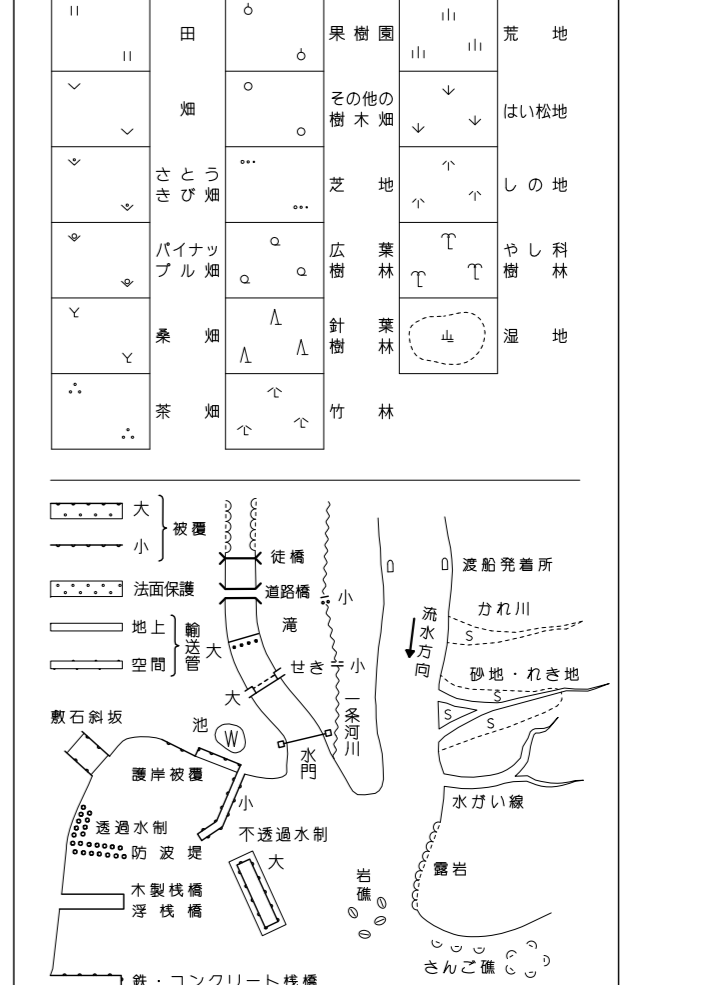 田
畑
さとう
きび畑
パイナッ
プル畑
桑畑
茶畑
果樹園
その他の
樹木畑
芝地
広葉
樹林
針葉
樹林
竹林
荒地
はい松地
しの地
やし科
樹林
湿地
大
小
被覆
法面保護
地上
空間
輸送管
敷石斜坂
護岸被覆
透過水制
防波堤
木製桟橋
浮桟橋
鉄・コンクリート桟橋
徒橋
道路橋
小
滝
大
せき
小
大
池
W
水門
一条河川
小
不透過水制
大
岩礁
渡船発着所
流水方向
かれ川
S
砂地・れき地
S
S
S
水がい線
露岩
さんご礁